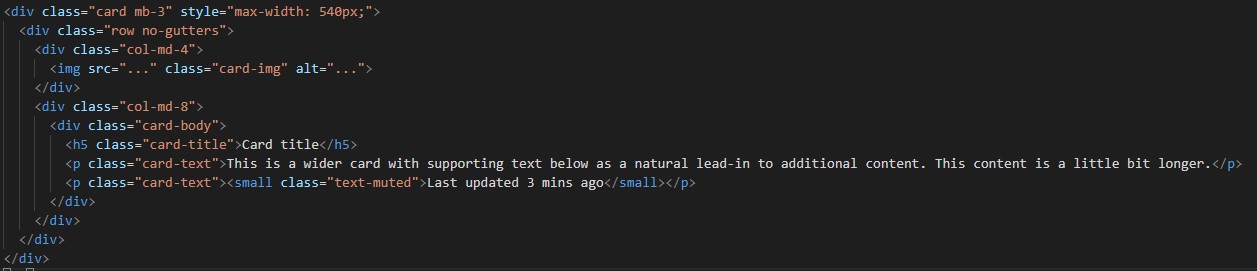 <div class="card mb-3" style="max-width: 540px;">
<div class="row no-gutters">
<div class="col-md-4">
<img src="..." class="card-img" alt="...">
</div>
<div class="col-md-8">
<div class="card-body">
<h5 class="card-title">Card title</h5>
<p class="card-text">This is a wider card with supporting text below as a natural lead-in to additional content. This content is a little bit longer.</p>
<p class="card-text"><small class="text-muted">Last updated 3 mins ago</small></p>
</div>
</div>
</div>
</div>